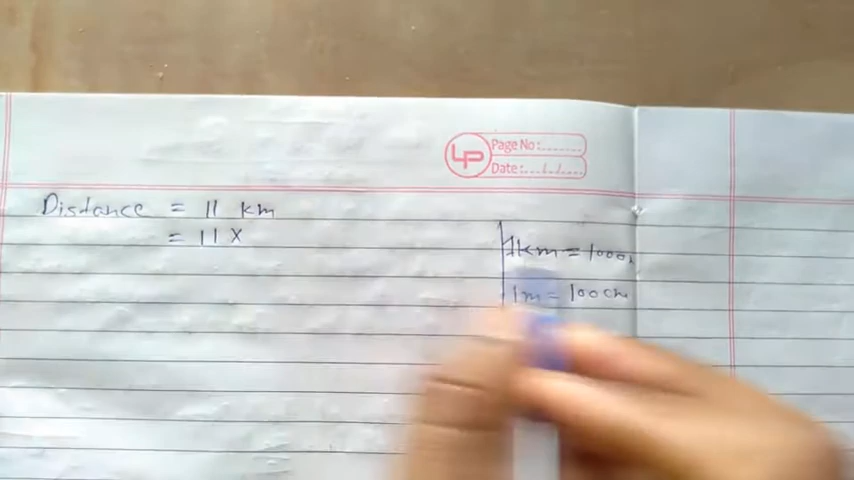 LP
Page No:.......
Date:..../..../.....
Distance = 11 km
= 11 X
1km = 1000
1m = 100cm